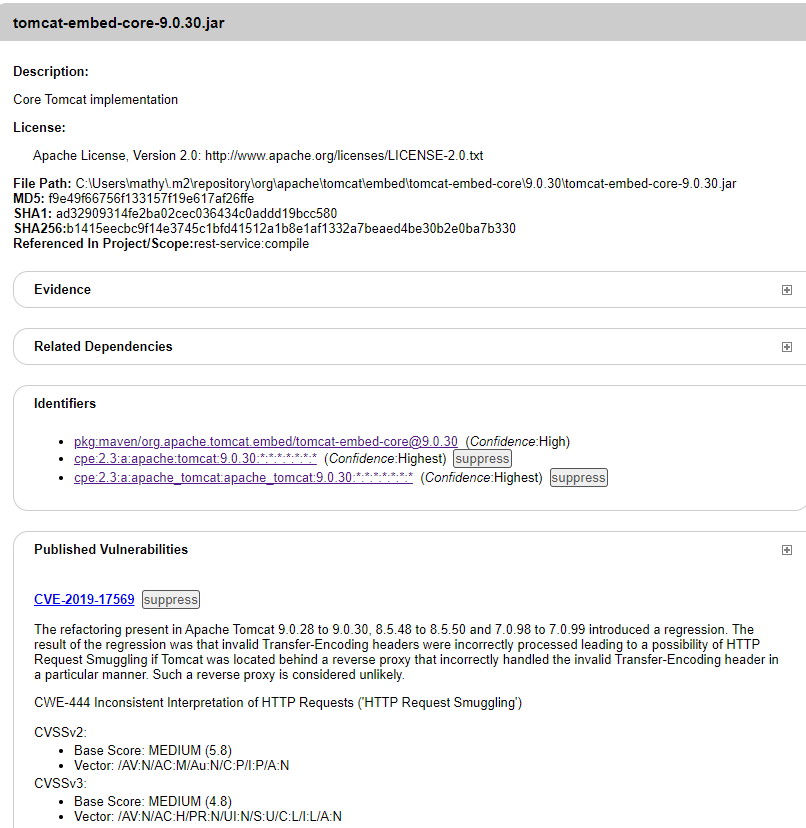 tomcat-embed-core-9.0.30.jar
Description:
Core Tomcat implementation
License:
Apache License, Version 2.0: http://www.apache.org/licenses/LICENSE-2.0.txt
File Path: C:\Users\mathy\.m2\repository\org\apache\tomcat\embed\tomcat-embed-core\9.0.30\tomcat-embed-core-9.0.30.jar
MD5: f9e49f66756f133157f19e617af26ffe
SHA1: ad32909314fe2ba02cec036434c0addd19bcc580
SHA256:b1415eecbc9f14e3745c1bfd41512a1b8e1af1332a7beaed4be30b2e0ba7b330
Referenced In Project/Scope:rest-service:compile
Evidence
Related Dependencies
Identifiers
• pkg:maven/org.apache.tomcat.embed/tomcat-embed-core@9.0.30 (Confidence:High)
• cpe:2.3:a:apache:tomcat:9.0.30:*:*:*:*:*:*:* (Confidence:Highest) suppress
• cpe:2.3:a:apache_tomcat:apache_tomcat:9.0.30:*:*:*:*:*:*:* (Confidence:Highest) suppress
Published Vulnerabilities
CVE-2019-17569 suppress
The refactoring present in Apache Tomcat 9.0.28 to 9.0.30, 8.5.48 to 8.5.50 and 7.0.98 to 7.0.99 introduced a regression. The
result of the regression was that invalid Transfer-Encoding headers were incorrectly processed leading to a possibility of HTTP
Request Smuggling if Tomcat was located behind a reverse proxy that incorrectly handled the invalid Transfer-Encoding header in
a particular manner. Such a reverse proxy is considered unlikely.
CWE-444 Inconsistent Interpretation of HTTP Requests ('HTTP Request Smuggling')
CVSSv2:
• Base Score: MEDIUM (5.8)
• Vector: /AV:N/AC:M/Au:N/C:P/I:P/A:N
CVSSv3:
• Base Score: MEDIUM (4.8)
• Vector: /AV:N/AC:H/PR:N/UI:N/S:U/C:L/I:L/A:N